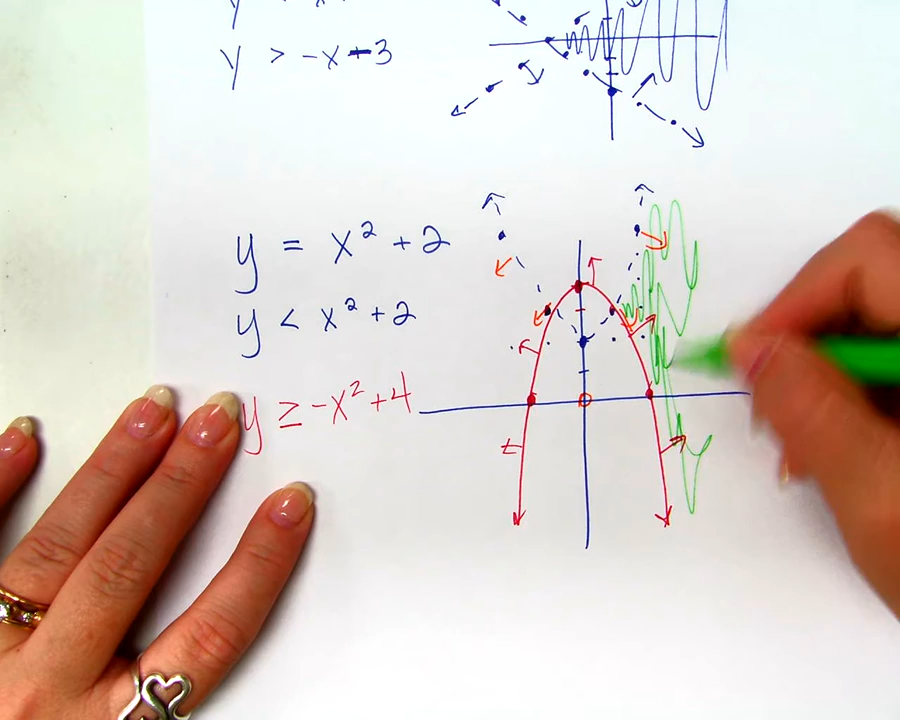 y > -x - 3
y = x² + 2
y < x² + 2
y ≥ -x² + 4